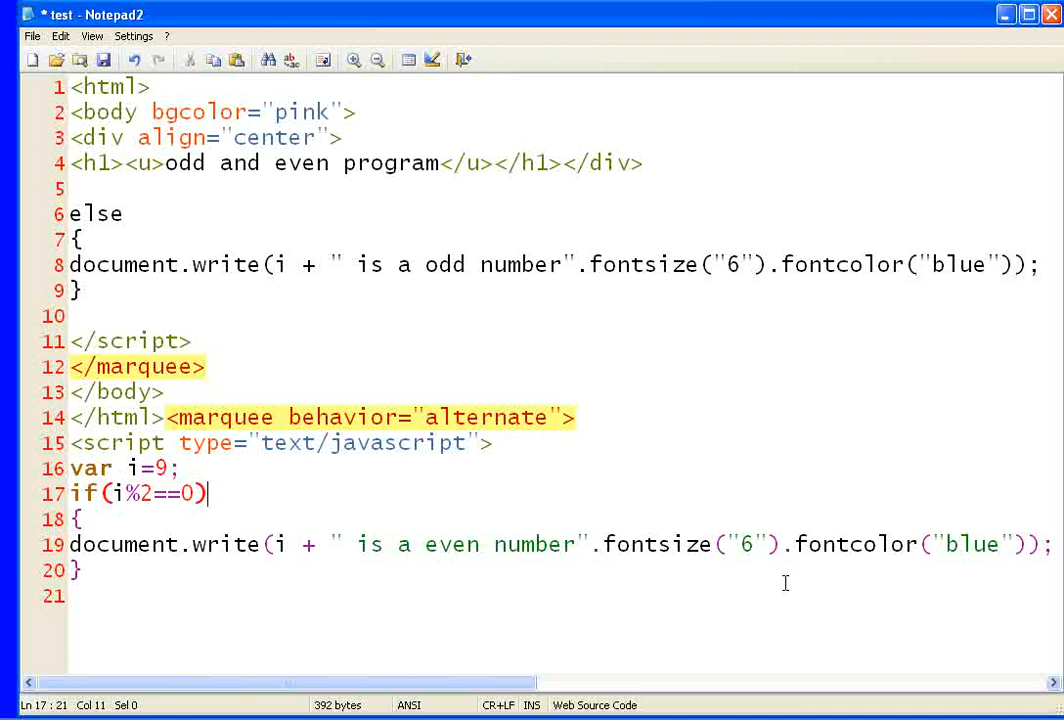 * test - Notepad2
File Edit View Settings ?
1 <html>
2 <body bgcolor="pink">
3 <div align="center">
4 <h1><u>odd and even program</u></h1></div>
5
6 else
7 {
8 document.write(i + " is a odd number".fontsize("6").fontcolor("blue"));
9 }
10
11 </script>
12 </marquee>
13 </body>
14 </html><marquee behavior="alternate">
15 <script type="text/javascript">
16 var i=9;
17 if(i%2==0)
18 {
19 document.write(i + " is a even number".fontsize("6").fontcolor("blue"));
20 }
21
Ln 17 : 21 Col 11 Sel 0 392 bytes ANSI CR+LF INS Web Source Code